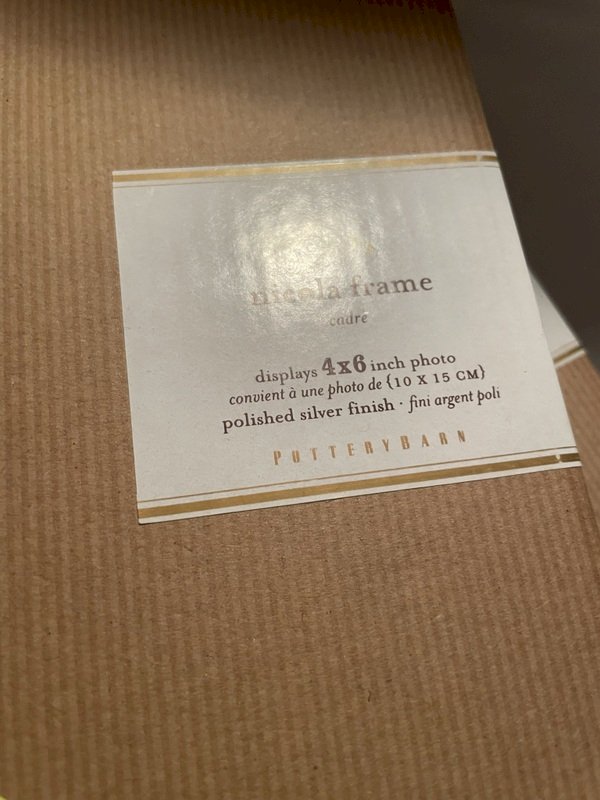 nicola frame
cadre
displays 4x6 inch photo
convient à une photo de {10 X 15 CM}
polished silver finish · fini argent poli
POTTERYBARN